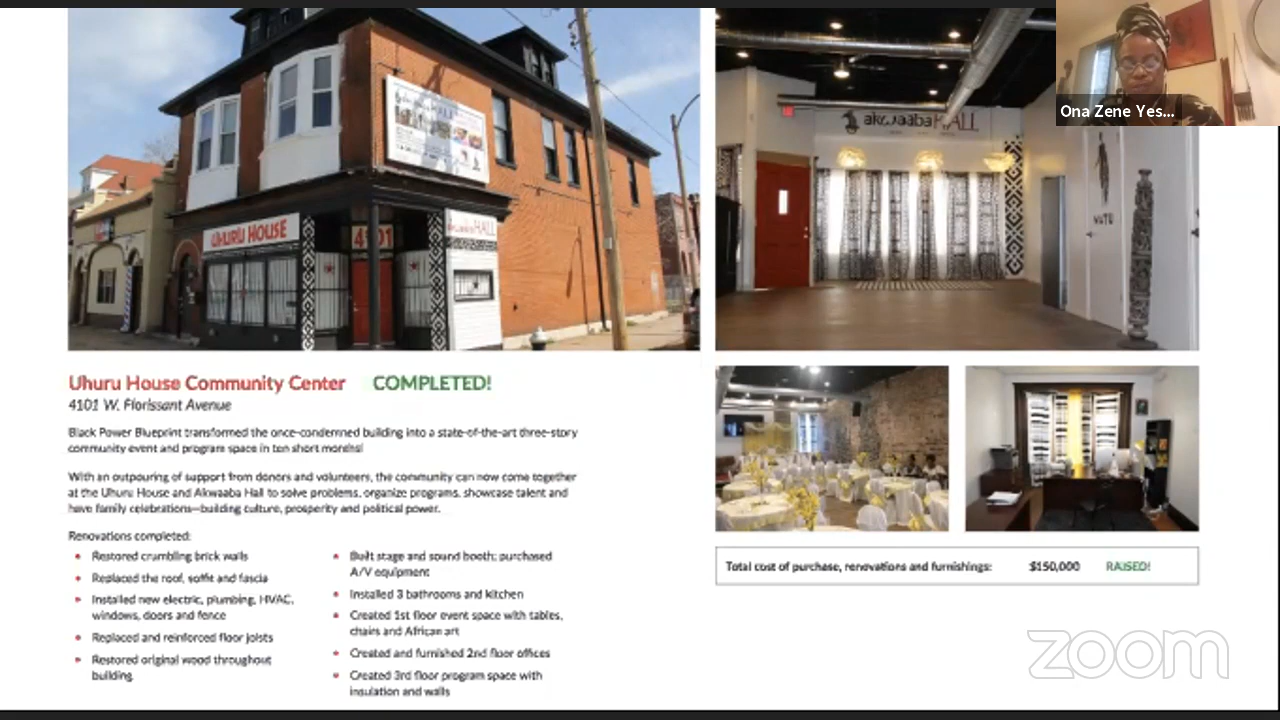 Ona Zene Yes...
UHURU HOUSE
4101
HALL
akwaaba HALL
WATU
Uhuru House Community Center COMPLETED!
4101 W. Florissant Avenue
Black Power Blueprint transformed the once-condemned building into a state-of-the-art three-story
community event and program space in ten short months!
With an outpouring of support from donors and volunteers, the community can now come together
at the Uhuru House and Akwaaba Hall to solve problems, organize programs, showcase talent and
have family celebrations—building culture, prosperity and political power.
Renovations completed:
• Restored crumbling brick walls
• Replaced the roof, soffit and fascia
• Installed new electric, plumbing, HVAC,
windows, doors and fence
• Replaced and reinforced floor joists
• Restored original wood throughout
building
• Built stage and sound booth; purchased
A/V equipment
• Installed 3 bathrooms and kitchen
• Created 1st floor event space with tables,
chairs and African art
• Created and furnished 2nd floor offices
• Created 3rd floor program space with
insulation and walls
Total cost of purchase, renovations and furnishings: $150,000 RAISED!
zoom